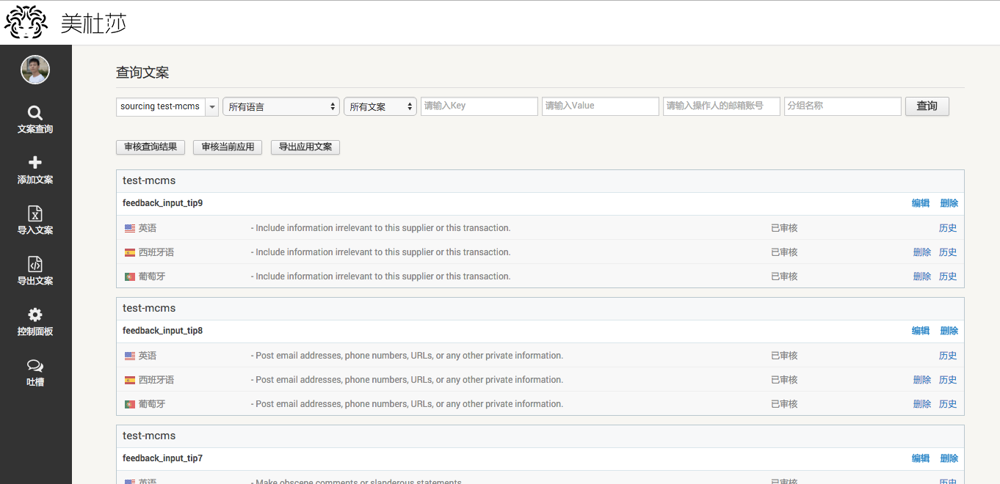 美杜莎
查询文案
sourcing test-mcms 所有语言 所有文案 请输入Key 请输入Value 请输入操作人的邮箱账号 分组名称 查询
审核查询结果 审核当前应用 导出应用文案
文案查询
添加文案
导入文案
导出文案
控制面板
吐槽
test-mcms
feedback_input_tip9 编辑 删除
英语 - Include information irrelevant to this supplier or this transaction. 已审核 历史
西班牙语 - Include information irrelevant to this supplier or this transaction. 已审核 删除 历史
葡萄牙 - Include information irrelevant to this supplier or this transaction. 已审核 删除 历史
test-mcms
feedback_input_tip8 编辑 删除
英语 - Post email addresses, phone numbers, URLs, or any other private information. 已审核 历史
西班牙语 - Post email addresses, phone numbers, URLs, or any other private information. 已审核 删除 历史
葡萄牙 - Post email addresses, phone numbers, URLs, or any other private information. 已审核 删除 历史
test-mcms
feedback_input_tip7 编辑 删除
英语 - Make obscene comments or slanderous statements. 已审核 历史